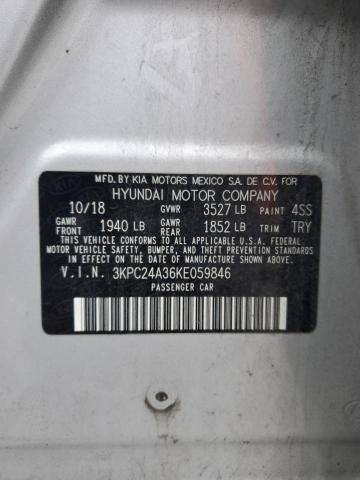 MFD. BY KIA MOTORS MEXICO S.A. DE C.V. FOR
HYUNDAI MOTOR COMPANY
10/18 GVWR 3527 LB PAINT 4SS
GAWR FRONT 1940 LB GAWR REAR 1852 LB TRIM TRY
THIS VEHICLE CONFORMS TO ALL APPLICABLE U.S.A. FEDERAL
MOTOR VEHICLE SAFETY, BUMPER, AND THEFT PREVENTION
STANDARDS IN EFFECT ON THE DATE OF MANUFACTURE SHOWN ABOVE.
V.I.N. 3KPC24A36KE059846
PASSENGER CAR